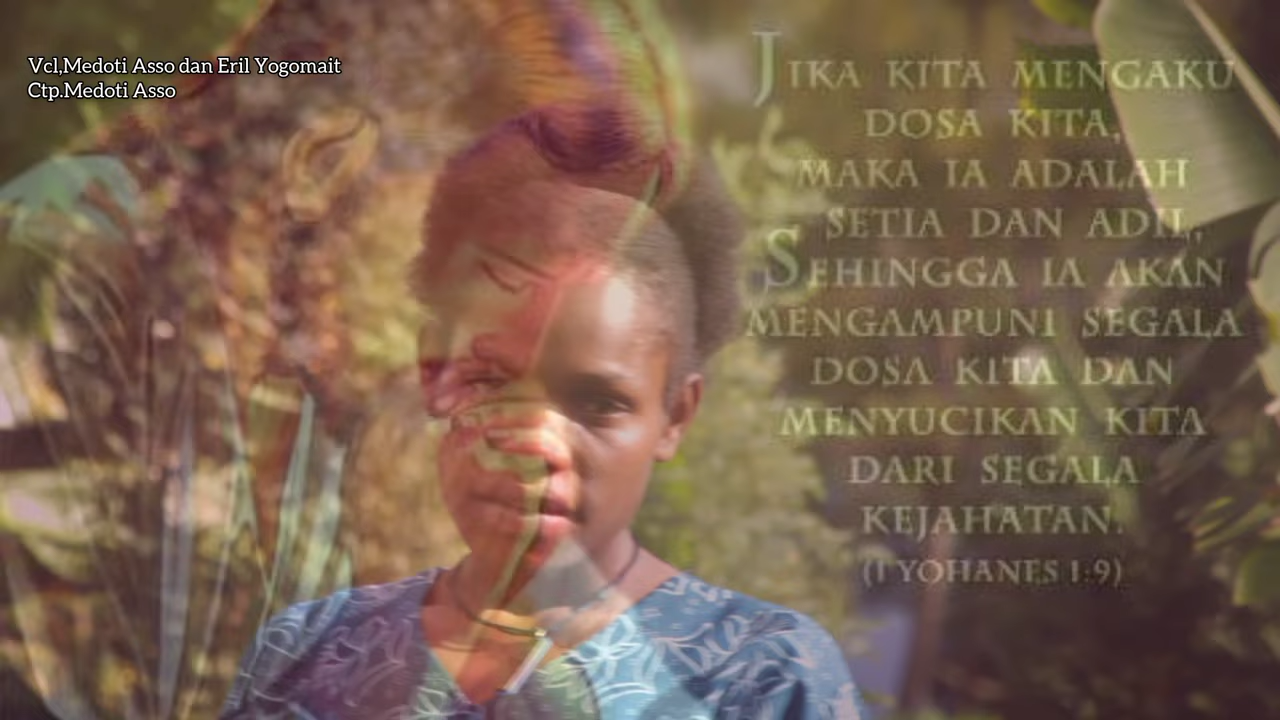 Vcl,Medoti Asso dan Eril Yogomait
Ctp.Medoti Asso
JIKA KITA MENGAKU
DOSA KITA,
MAKA IA ADALAH
SETIA DAN ADIL,
SEHINGGA IA AKAN
MENGAMPUNI SEGALA
DOSA KITA DAN
MENYUCIKAN KITA
DARI SEGALA
KEJAHATAN.
(1 YOHANES 1:9)